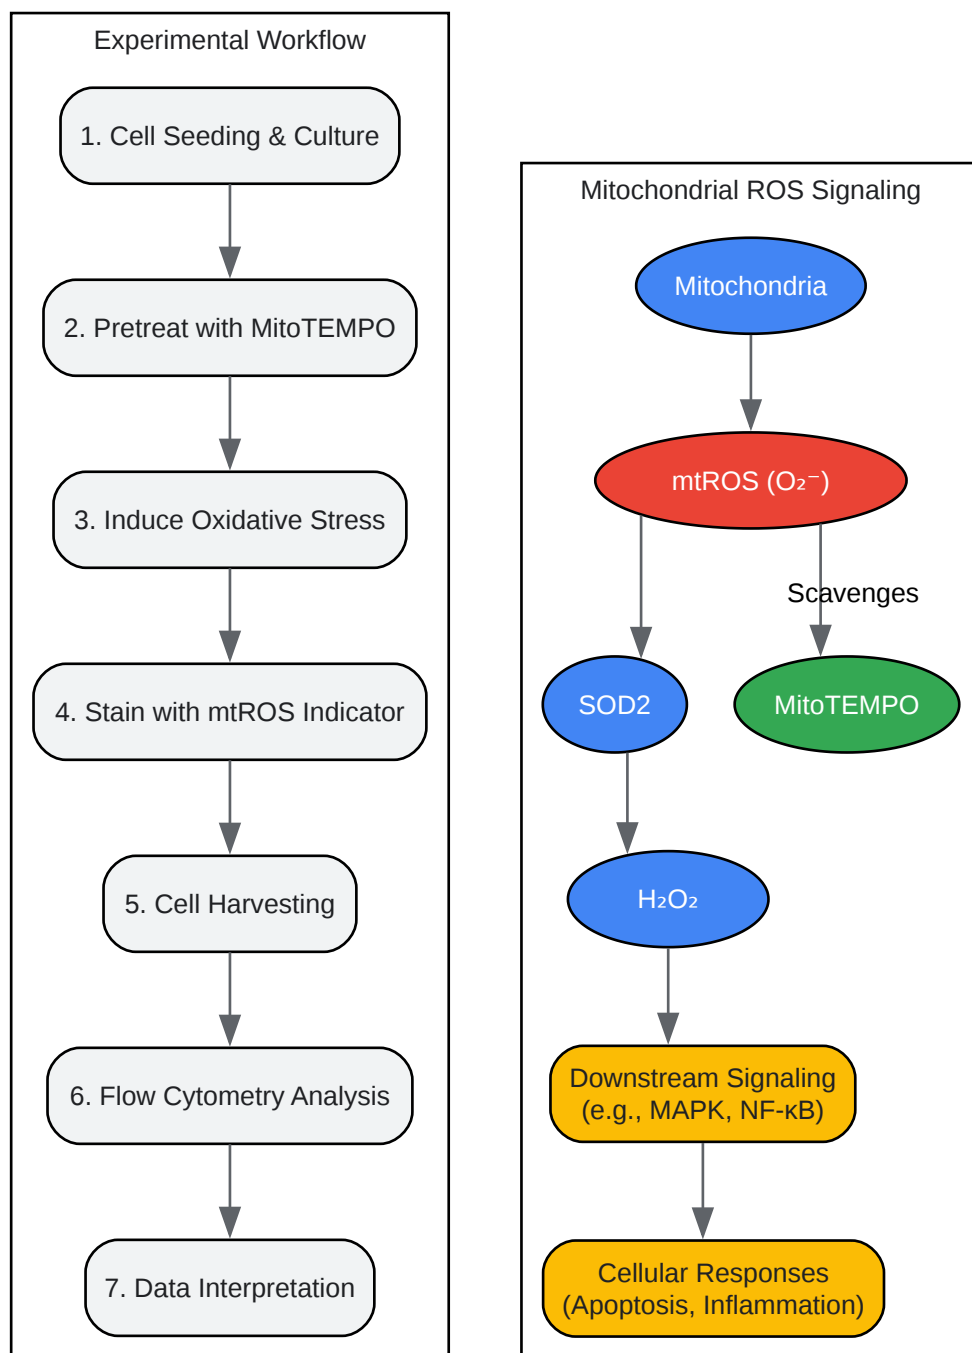 Experimental Workflow
1. Cell Seeding & Culture
2. Pretreat with MitoTEMPO
3. Induce Oxidative Stress
4. Stain with mtROS Indicator
5. Cell Harvesting
6. Flow Cytometry Analysis
7. Data Interpretation
Mitochondrial ROS Signaling
Mitochondria
mtROS (O₂⁻)
Scavenges
SOD2
MitoTEMPO
H₂O₂
Downstream Signaling
(e.g., MAPK, NF-κB)
Cellular Responses
(Apoptosis, Inflammation)